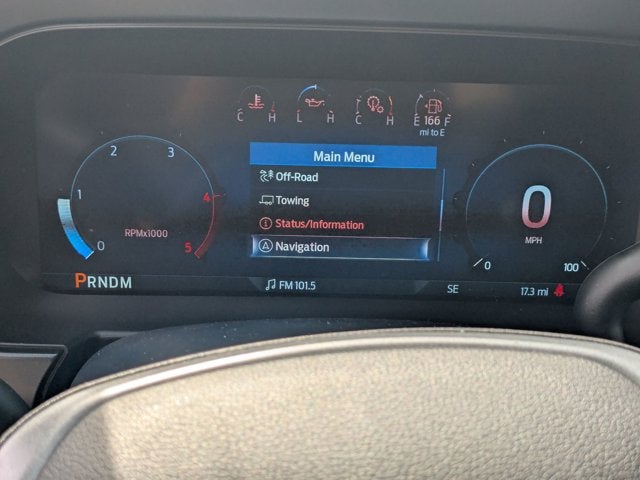 C H L H C H E 166 F
mi to E
Main Menu
Off-Road
Towing
Status/Information
Navigation
0 1 2 3 4 5
RPMx1000
0
MPH
0 100
PRNDM
FM 101.5
SE
17.3 mi